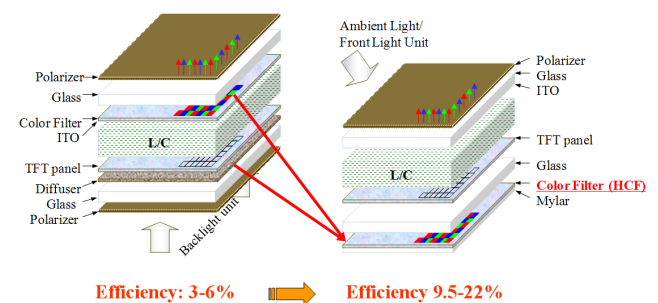 Ambient Light/
Front Light Unit
Polarizer
Glass
Color Filter
ITO
L/C
TFT panel
Diffuser
Glass
Polarizer
Backlight unit
Polarizer
Glass
ITO
TFT panel
L/C
Glass
Color Filter (HCF)
Mylar
Efficiency: 3-6%
Efficiency 9.5-22%